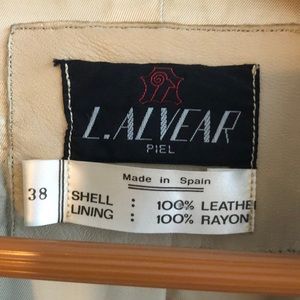 L.ALVEAR
PIEL
Made in Spain
38
SHELL : 100% LEATHE
LINING : 100% RAYON